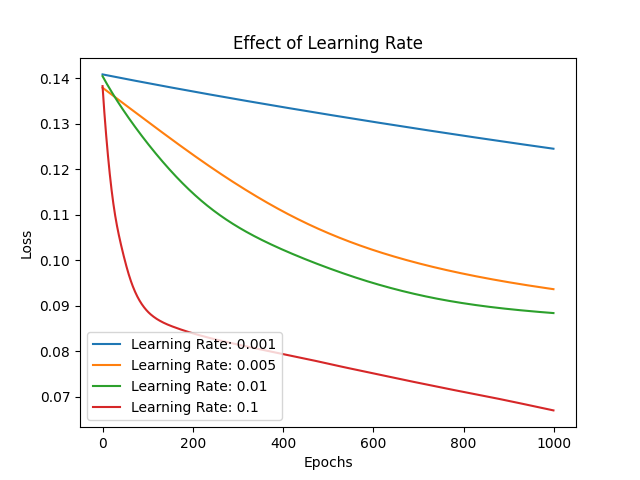 Effect of Learning Rate
Loss
0.14
0.13
0.12
0.11
0.10
0.09
0.08
0.07
Learning Rate: 0.001
Learning Rate: 0.005
Learning Rate: 0.01
Learning Rate: 0.1
0 200 400 600 800 1000
Epochs